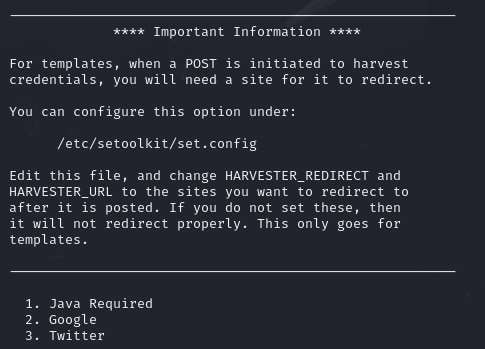 **** Important Information ****
For templates, when a POST is initiated to harvest
credentials, you will need a site for it to redirect.
You can configure this option under:
/etc/setoolkit/set.config
Edit this file, and change HARVESTER_REDIRECT and
HARVESTER_URL to the sites you want to redirect to
after it is posted. If you do not set these, then
it will not redirect properly. This only goes for
templates.
1. Java Required
2. Google
3. Twitter